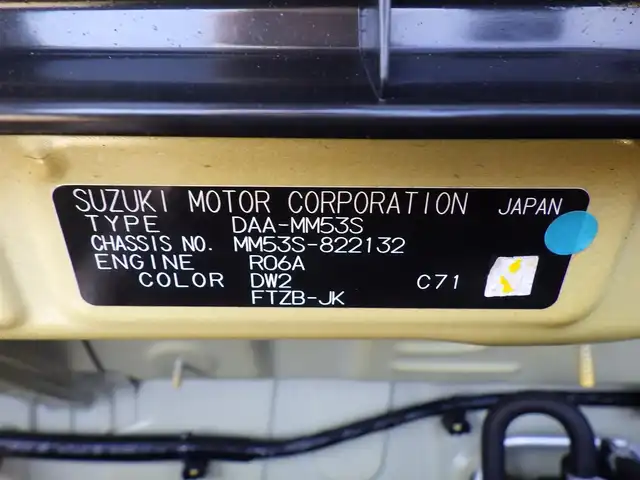 SUZUKI MOTOR CORPORATION JAPAN
TYPE DAA-MM53S
CHASSIS NO. MM53S-822132
ENGINE R06A
COLOR DW2 C71
FTZB-JK